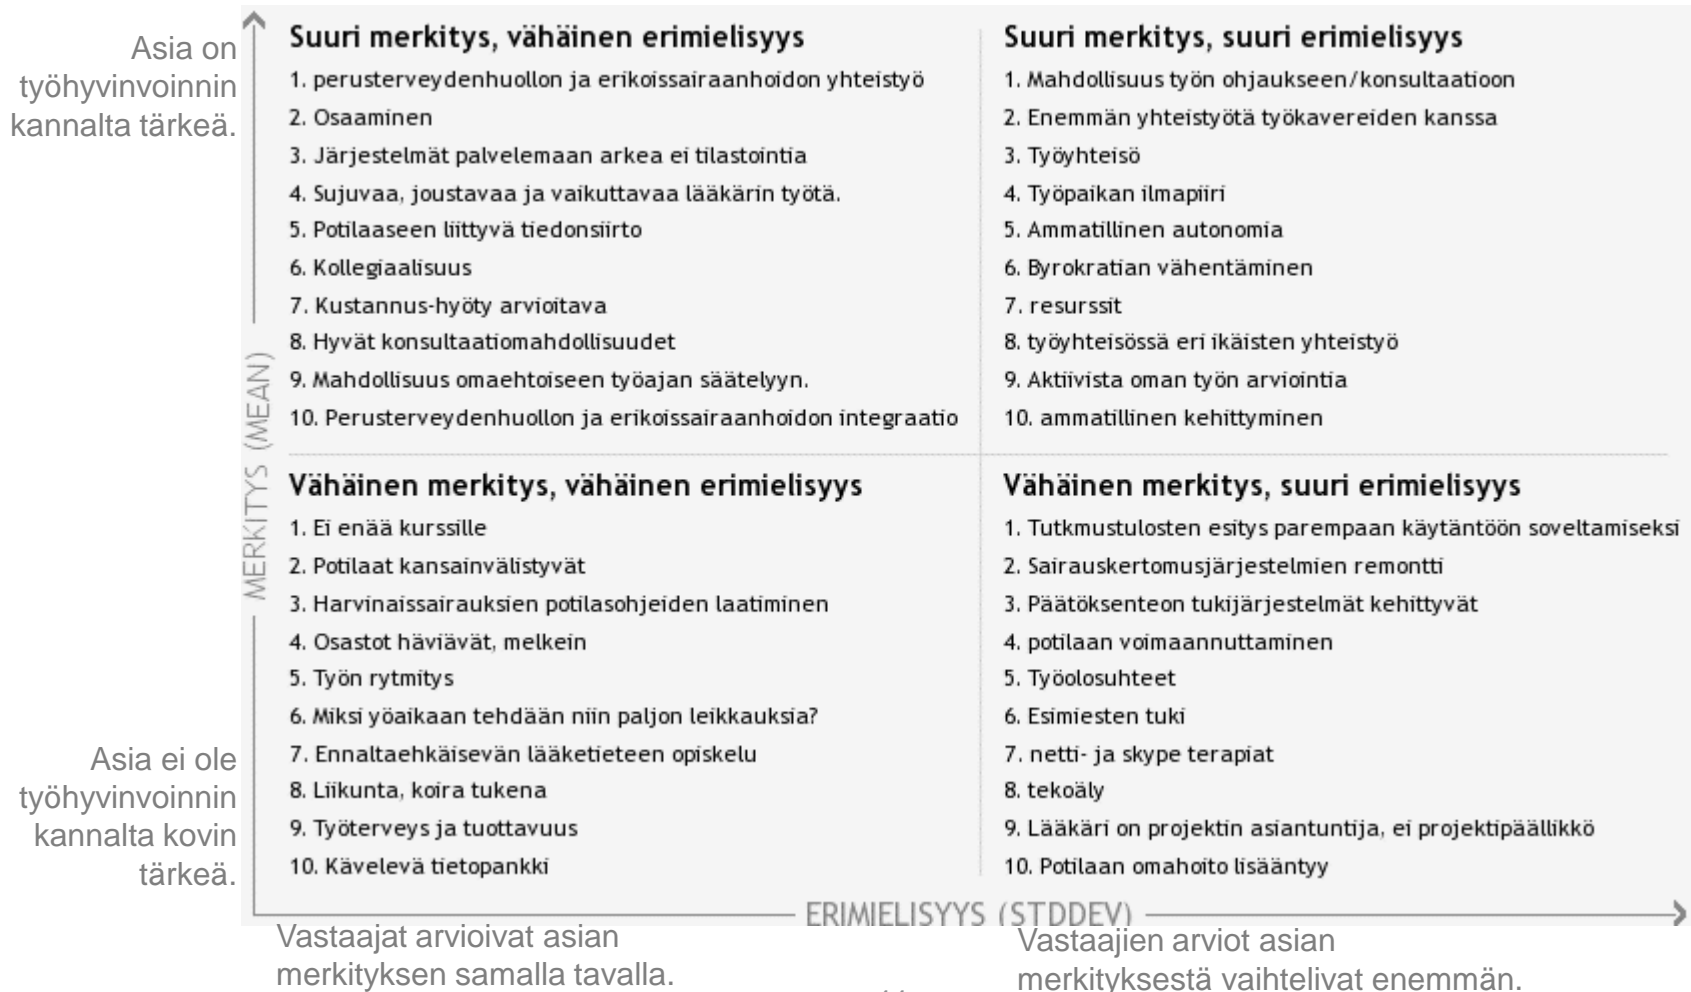 Asia on
työhyvinvoinnin
kannalta tärkeä.
Suuri merkitys, vähäinen erimielisyys
1. perusterveydenhuollon ja erikoissairaanhoidon yhteistyö
2. Osaaminen
3. Järjestelmät palvelemaan arkea ei tilastointia
4. Sujuvaa, joustavaa ja vaikuttavaa lääkärin työtä.
5. Potilaaseen liittyvä tiedonsiirto
6. Kollegiaalisuus
7. Kustannus-hyöty arvioitava
8. Hyvät konsultaatiomahdollisuudet
9. Mahdollisuus omaehtoiseen työajan säätelyyn.
10. Perusterveydenhuollon ja erikoissairaanhoidon integraatio
Suuri merkitys, suuri erimielisyys
1. Mahdollisuus työn ohjaukseen/konsultaatioon
2. Enemmän yhteistyötä työkavereiden kanssa
3. Työyhteisö
4. Työpaikan ilmapiiri
5. Ammatillinen autonomia
6. Byrokratian vähentäminen
7. resurssit
8. työyhteisössä eri ikäisten yhteistyö
9. Aktiivista oman työn arviointia
10. ammatillinen kehittyminen
MERKITYS (MEAN)
Vähäinen merkitys, vähäinen erimielisyys
1. Ei enää kurssille
2. Potilaat kansainvälistyvät
3. Harvinaissairauksien potilasohjeiden laatiminen
4. Osastot häviävät, melkein
5. Työn rytmitys
6. Miksi yöaikaan tehdään niin paljon leikkauksia?
7. Ennaltaehkäisevän lääketieteen opiskelu
8. Liikunta, koira tukena
9. Työterveys ja tuottavuus
10. Kävelevä tietopankki
Vähäinen merkitys, suuri erimielisyys
1. Tutkmustulosten esitys parempaan käytäntöön soveltamiseksi
2. Sairauskertomusjärjestelmien remontti
3. Päätöksenteon tukijärjestelmät kehittyvät
4. potilaan voimaannuttaminen
5. Työolosuhteet
6. Esimiesten tuki
7. netti- ja skype terapiat
8. tekoäly
9. Lääkäri on projektin asiantuntija, ei projektipäällikkö
10. Potilaan omahoito lisääntyy
Asia ei ole
työhyvinvoinnin
kannalta kovin
tärkeä.
ERIMIELISYYS (STDDEV)
Vastaajat arvioivat asian
merkityksen samalla tavalla.
Vastaajien arviot asian
merkityksestä vaihtelivat enemmän.